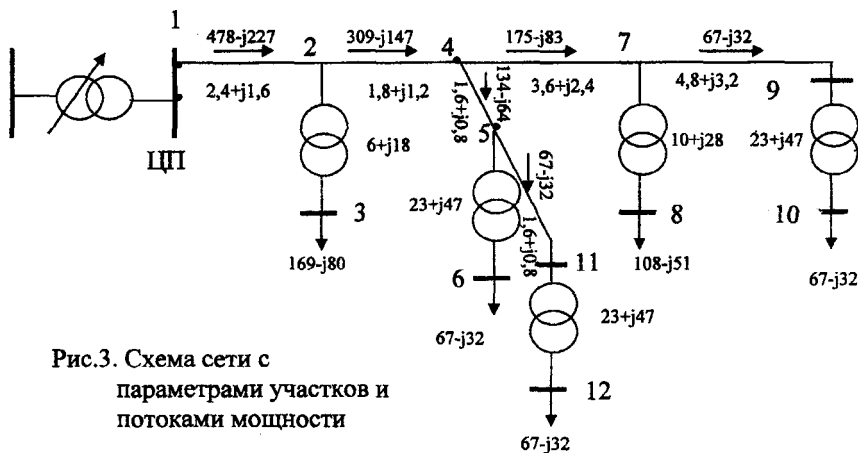 1
478-j227
2
309-j147
4
175-j83
7
67-j32
2,4+j1,6
1,8+j1,2
134-j64
1,6+j0,8
3,6+j2,4
4,8+j3,2
9
ЦП
6+j18
5
10+j28
23+j47
3
23+j47
67-j32
1,6+j0,8
8
10
169-j80
6
11
108-j51
67-j32
67-j32
23+j47
12
67-j32
Рис.3. Схема сети с
параметрами участков и
потоками мощности